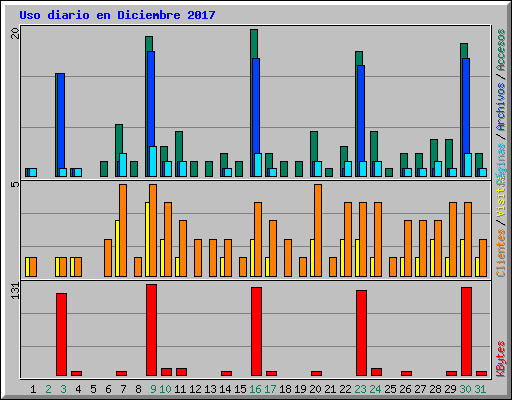 Uso diario en Diciembre 2017
20
5
131
Clientes / Visitas
Páginas / Archivos / Accesos
KBytes
1 2 3 4 5 6 7 8 9 10 11 12 13 14 15 16 17 18 19 20 21 22 23 24 25 26 27 28 29 30 31